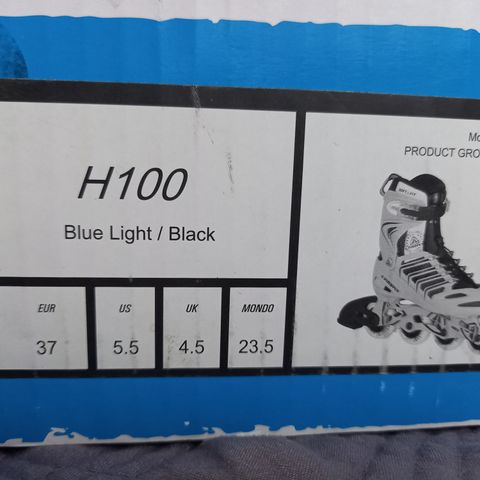 H100
Blue Light / Black
EUR US UK MONDO
37 5.5 4.5 23.5
PRODUCT GRO